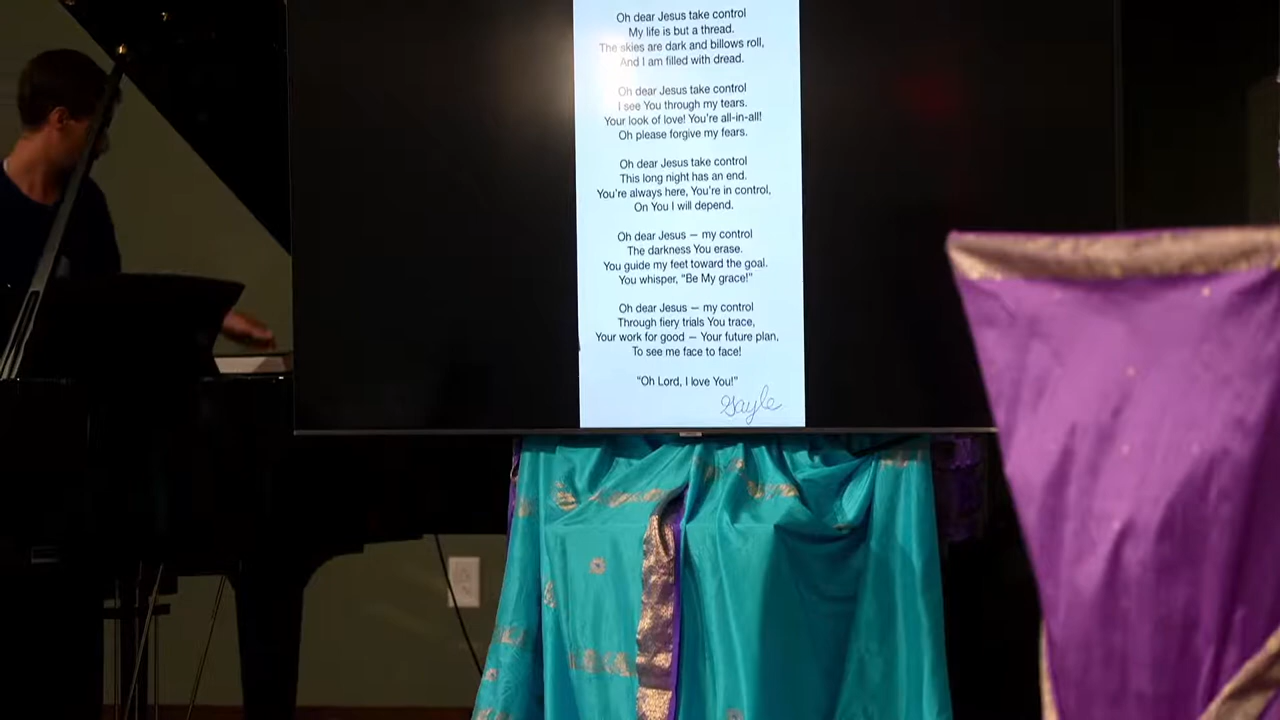 Oh dear Jesus take control
My life is but a thread.
The skies are dark and billows roll,
And I am filled with dread.
Oh dear Jesus take control
I see You through my tears.
Your look of love! You're all-in-all!
Oh please forgive my fears.
Oh dear Jesus take control
This long night has an end.
You're always here, You're in control,
On You I will depend.
Oh dear Jesus – my control
The darkness You erase.
You guide my feet toward the goal.
You whisper, "Be My grace!"
Oh dear Jesus – my control
Through fiery trials You trace,
Your work for good – Your future plan,
To see me face to face!
"Oh Lord, I love You!"
Gayle